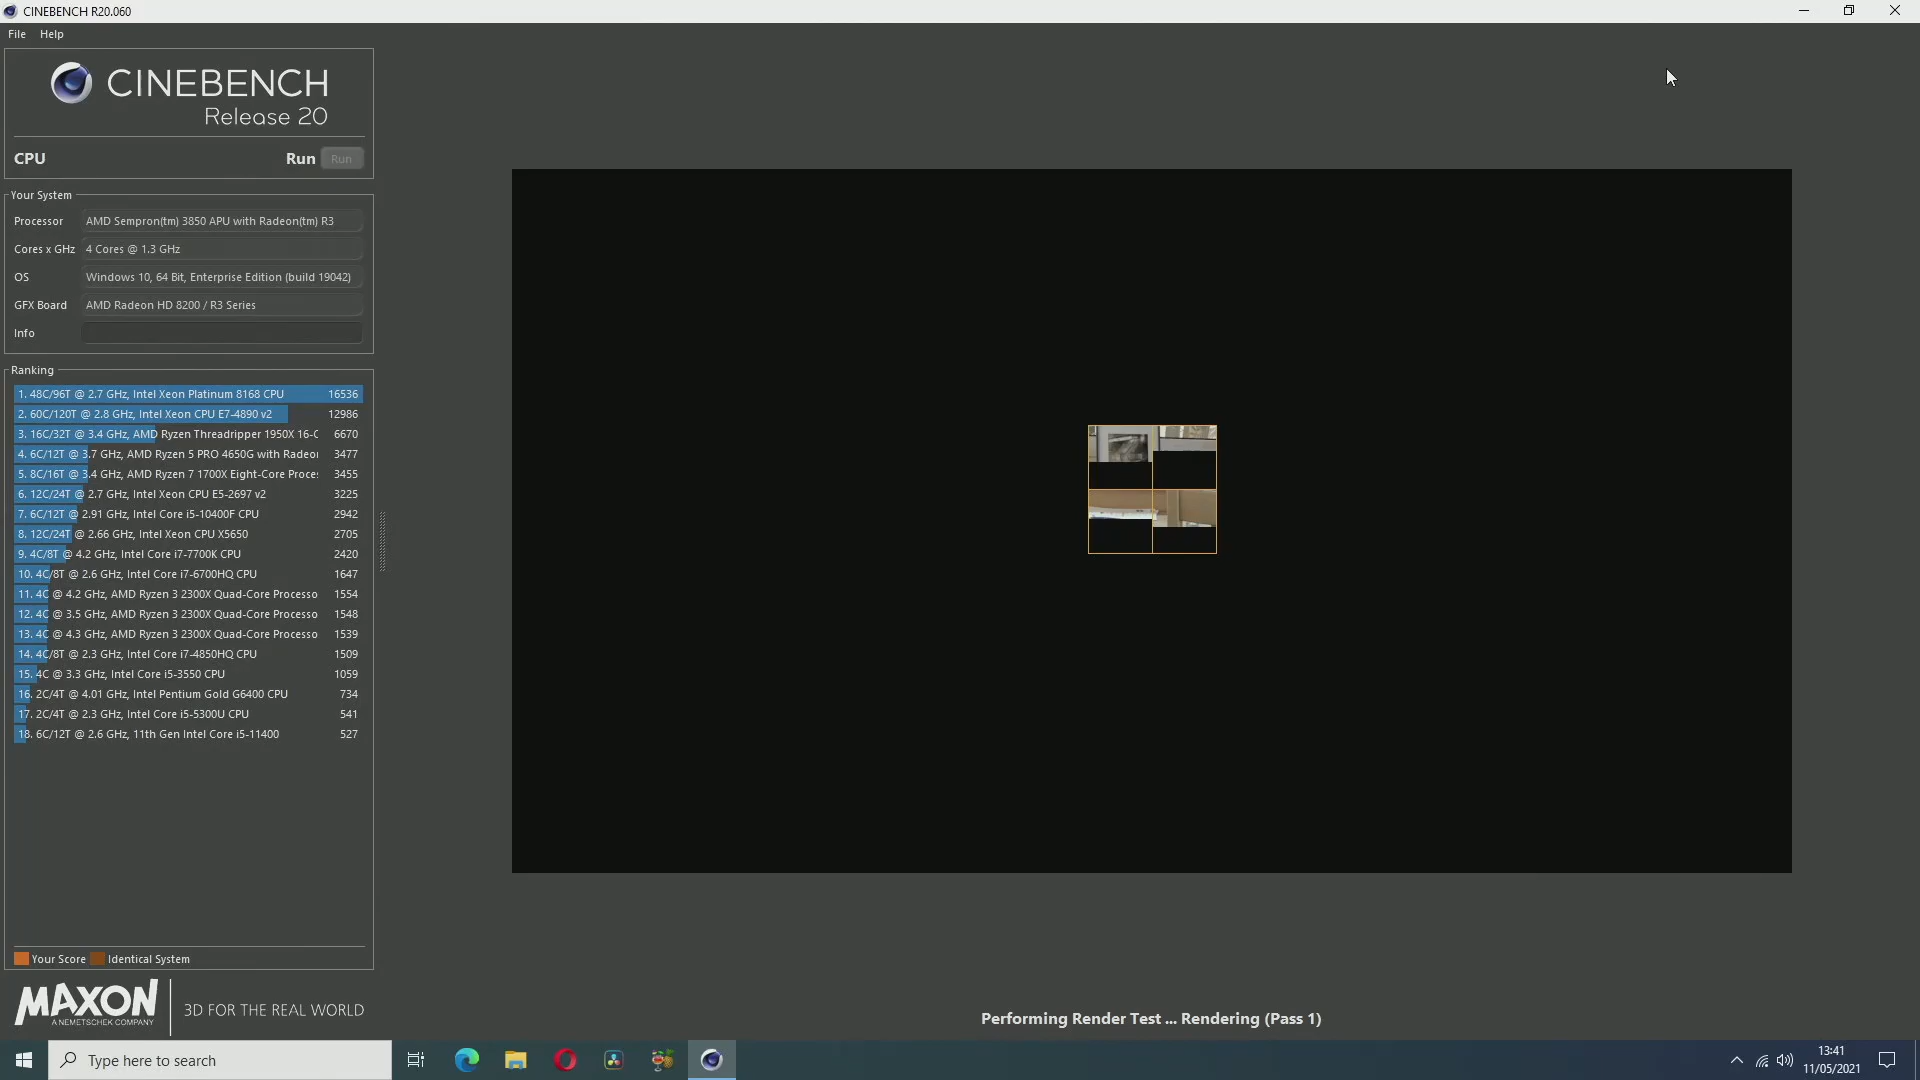 CINEBENCH R20.060
File Help
CINEBENCH
Release 20
CPU Run Run
Your System
Processor AMD Sempron(tm) 3850 APU with Radeon(tm) R3
Cores x GHz 4 Cores @ 1.3 GHz
OS Windows 10, 64 Bit, Enterprise Edition (build 19042)
GFX Board AMD Radeon HD 8200 / R3 Series
Info
Ranking
1. 48C/96T @ 2.7 GHz, Intel Xeon Platinum 8168 CPU 16536
2. 60C/120T @ 2.8 GHz, Intel Xeon CPU E7-4890 v2 12986
3. 16C/32T @ 3.4 GHz, AMD Ryzen Threadripper 1950X 16-C 6670
4. 6C/12T @ 3.7 GHz, AMD Ryzen 5 PRO 4650G with Radeo 3477
5. 8C/16T @ 3.4 GHz, AMD Ryzen 7 1700X Eight-Core Proce 3455
6. 12C/24T @ 2.7 GHz, Intel Xeon CPU E5-2697 v2 3225
7. 6C/12T @ 2.91 GHz, Intel Core i5-10400F CPU 2942
8. 12C/24T @ 2.66 GHz, Intel Xeon CPU X5650 2705
9. 4C/8T @ 4.2 GHz, Intel Core i7-7700K CPU 2420
10. 4C/8T @ 2.6 GHz, Intel Core i7-6700HQ CPU 1647
11. 4C @ 4.2 GHz, AMD Ryzen 3 2300X Quad-Core Processo 1554
12. 4C @ 3.5 GHz, AMD Ryzen 3 2300X Quad-Core Processo 1548
13. 4C @ 4.3 GHz, AMD Ryzen 3 2300X Quad-Core Processo 1539
14. 4C/8T @ 2.3 GHz, Intel Core i7-4850HQ CPU 1509
15. 4C @ 3.3 GHz, Intel Core i5-3550 CPU 1059
16. 2C/4T @ 4.01 GHz, Intel Pentium Gold G6400 CPU 734
17. 2C/4T @ 2.3 GHz, Intel Core i5-5300U CPU 541
18. 6C/12T @ 2.6 GHz, 11th Gen Intel Core i5-11400 527
Your Score Identical System
MAXON
A NEMETSCHEK COMPANY
3D FOR THE REAL WORLD
Performing Render Test ... Rendering (Pass 1)
Type here to search
13:41
11/05/2021